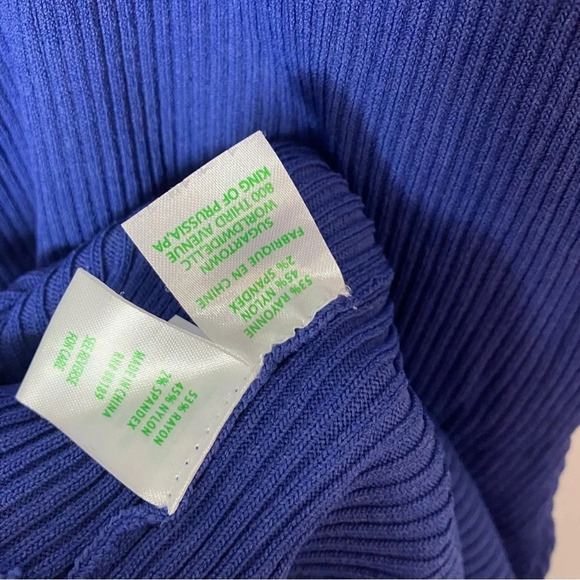 53% RAYON
45% NYLON
2% SPANDEX
MADE IN CHINA
RN# 80189
SEE REVERSE
FOR CARE
53% RAYONNE
45% NYLON
2% SPANDEX
FABRIQUE EN CHINE
SUGARTOWN
WORLDWIDE,LLC
800 THIRD AVENUE
KING OF PRUSSIA,PA